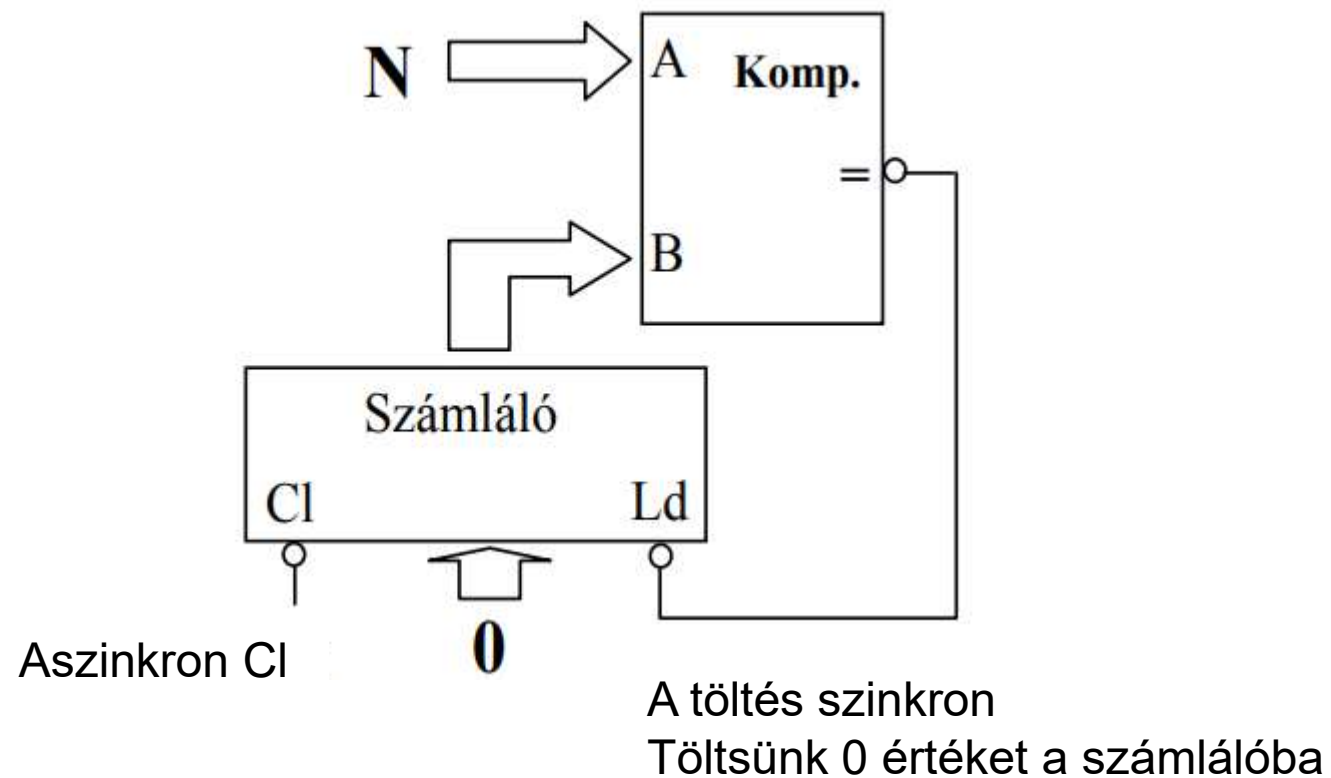 N
A
Komp.
=
B
Számláló
Cl
Ld
0
Aszinkron Cl
A töltés szinkron
Töltsünk 0 értéket a számlálóba